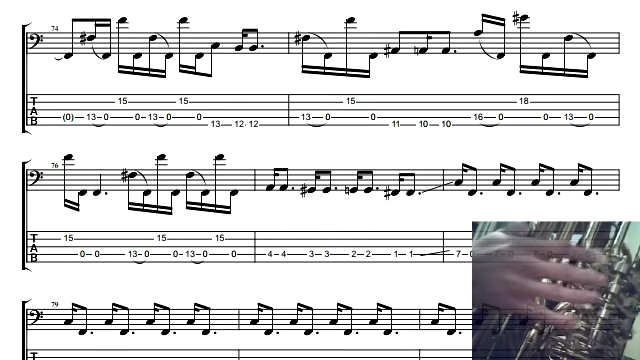 74
15 15 15 18
(0) 13 0 0 13 0 0 13 0 0 16 0 0 13 0
13 12 12 11 10 10
T
A
B
76
15 15 15
0 0 13 0 0 13 0 0 4 4 3 3 2 2 1 1 7 0
T
A
B
79